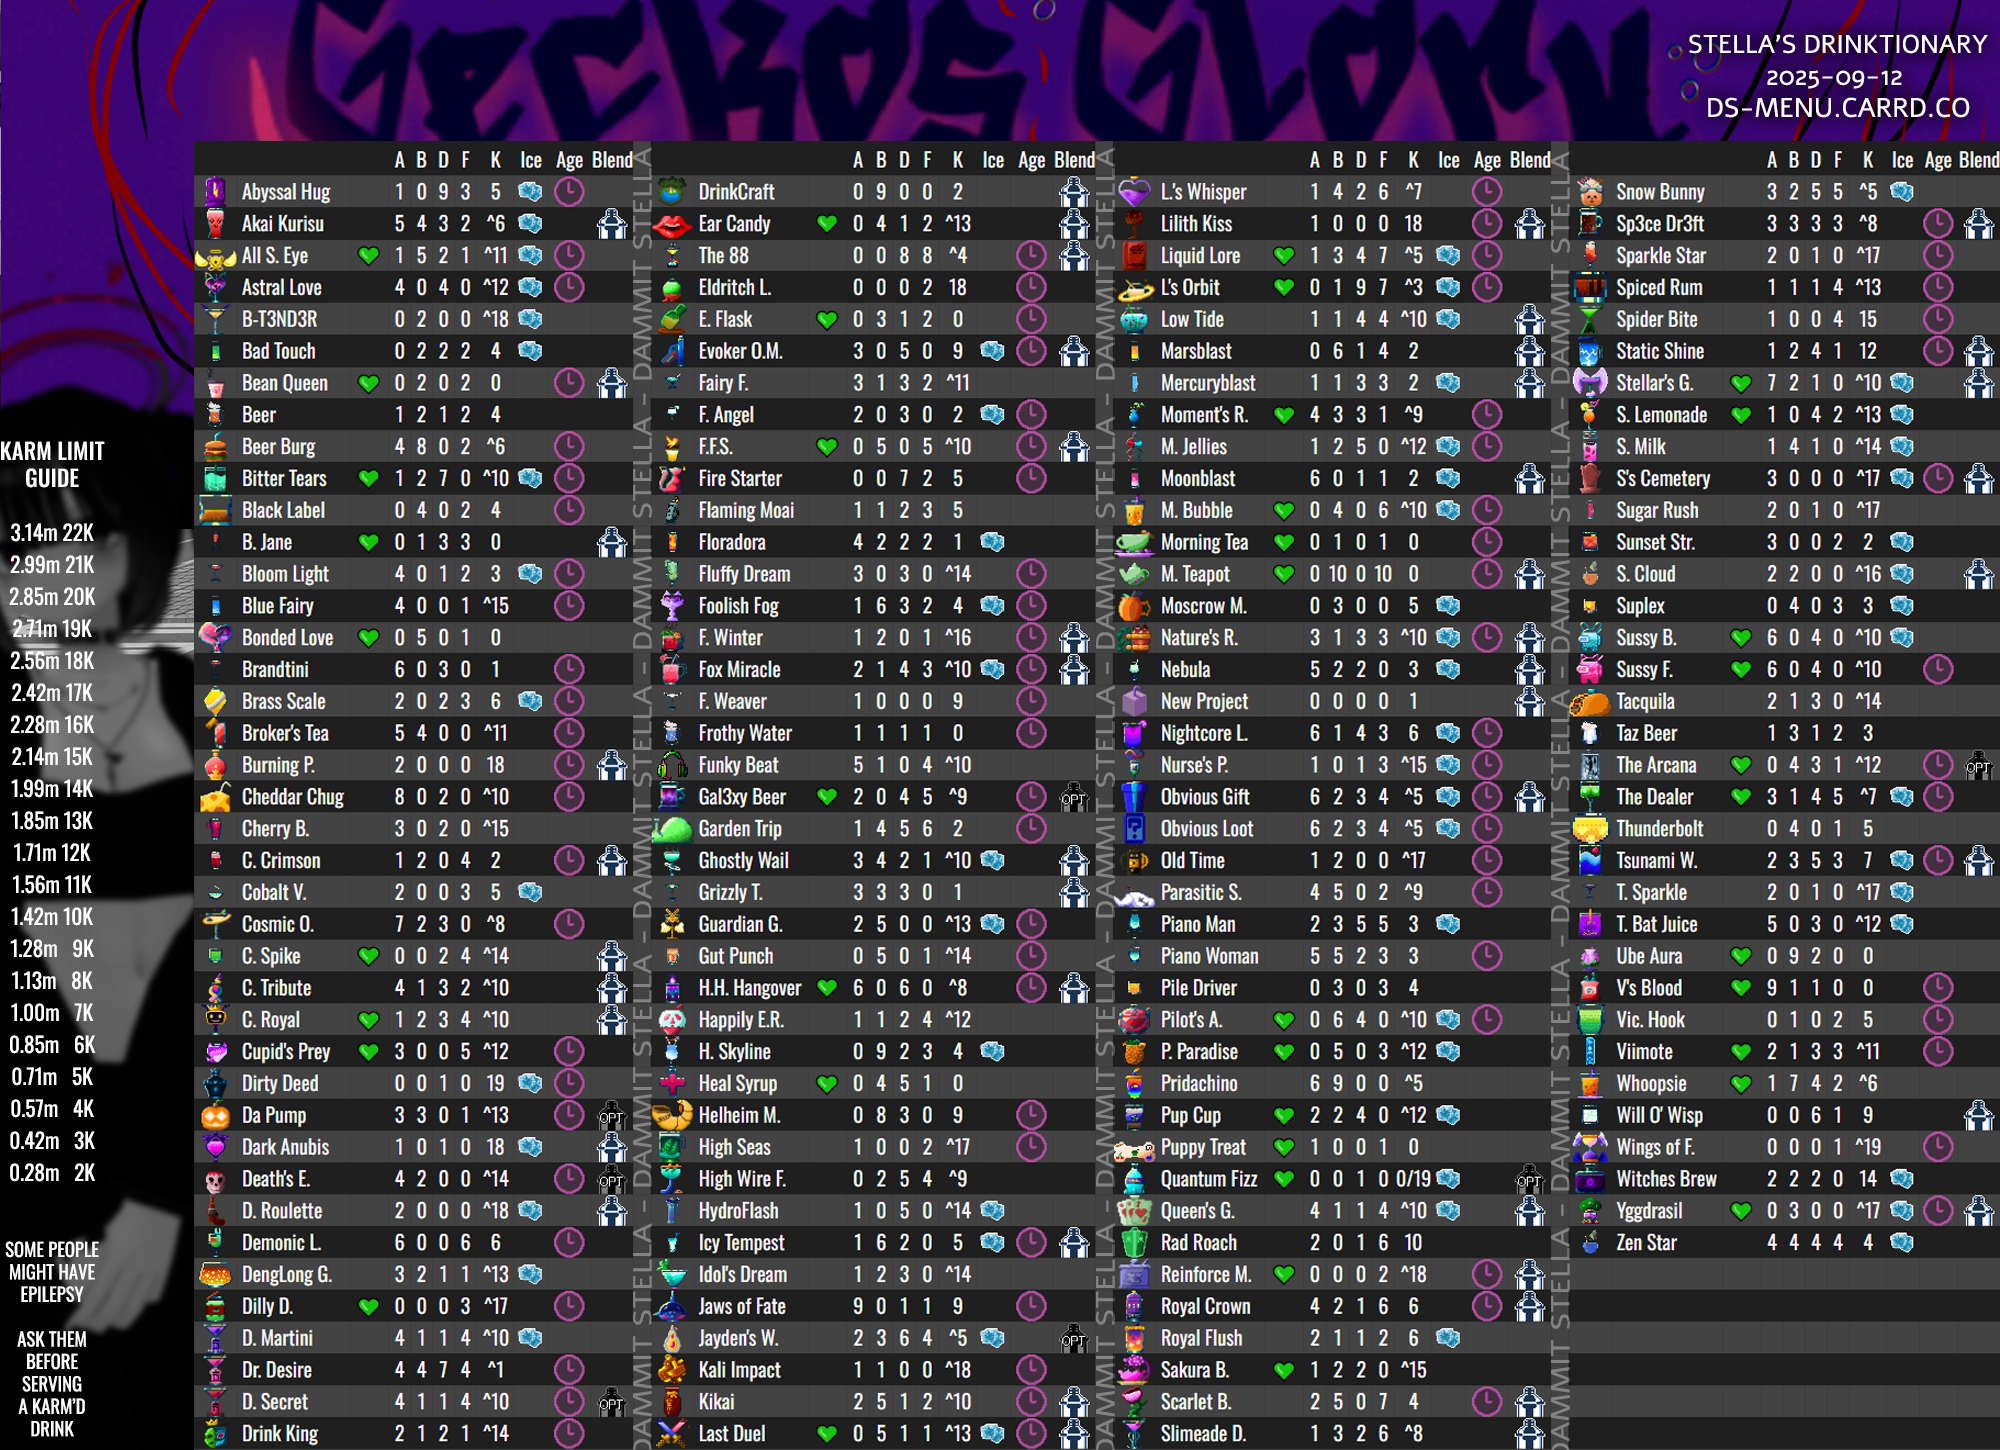 GECKOS GLORY
STELLA'S DRINKTIONARY
2025-09-12
DS-MENU.CARRD.CO
KARM LIMIT
GUIDE
3.14m 22K
2.99m 21K
2.85m 20K
2.71m 19K
2.56m 18K
2.42m 17K
2.28m 16K
2.14m 15K
1.99m 14K
1.85m 13K
1.71m 12K
1.56m 11K
1.42m 10K
1.28m 9K
1.13m 8K
1.00m 7K
0.85m 6K
0.71m 5K
0.57m 4K
0.42m 3K
0.28m 2K
SOME PEOPLE
MIGHT HAVE
EPILEPSY
ASK THEM
BEFORE
SERVING
A KARM'D
DRINK
A B D F K Ice Age Blend
Abyssal Hug 1 0 9 3 5
Akai Kurisu 5 4 3 2 ^6
All S. Eye 1 5 2 1 ^11
Astral Love 4 0 4 0 ^12
B-T3ND3R 0 2 0 0 ^18
Bad Touch 0 2 2 2 4
Bean Queen 0 2 0 2 0
Beer 1 2 1 2 4
Beer Burg 4 8 0 2 ^6
Bitter Tears 1 2 7 0 ^10
Black Label 0 4 0 2 4
B. Jane 0 1 3 3 0
Bloom Light 4 0 1 2 3
Blue Fairy 4 0 0 1 ^15
Bonded Love 0 5 0 1 0
Brandtini 6 0 3 0 1
Brass Scale 2 0 2 3 6
Broker's Tea 5 4 0 0 ^11
Burning P. 2 0 0 0 18
Cheddar Chug 8 0 2 0 ^10
Cherry B. 3 0 2 0 ^15
C. Crimson 1 2 0 4 2
Cobalt V. 2 0 0 3 5
Cosmic O. 7 2 3 0 ^8
C. Spike 0 0 2 4 ^14
C. Tribute 4 1 3 2 ^10
C. Royal 1 2 3 4 ^10
Cupid's Prey 3 0 0 5 ^12
Dirty Deed 0 0 1 0 19
Da Pump 3 3 0 1 ^13 OPT
Dark Anubis 1 0 1 0 18
Death's E. 4 2 0 0 ^14 OPT
D. Roulette 2 0 0 0 ^18
Demonic L. 6 0 0 6 6
DengLong G. 3 2 1 1 ^13
Dilly D. 0 0 0 3 ^17
D. Martini 4 1 1 4 ^10
Dr. Desire 4 4 7 4 ^1
D. Secret 4 1 1 4 ^10 OPT
Drink King 2 1 2 1 ^14
DAMMIT STELLA - DAMMIT STELLA - DAMMIT STELLA - DAMMIT STELLA
A B D F K Ice Age Blend
DrinkCraft 0 9 0 0 2
Ear Candy 0 4 1 2 ^13
The 88 0 0 8 8 ^4
Eldritch L. 0 0 0 2 18
E. Flask 0 3 1 2 0
Evoker O.M. 3 0 5 0 9
Fairy F. 3 1 3 2 ^11
F. Angel 2 0 3 0 2
F.F.S. 0 5 0 5 ^10
Fire Starter 0 0 7 2 5
Flaming Moai 1 1 2 3 5
Floradora 4 2 2 2 1
Fluffy Dream 3 0 3 0 ^14
Foolish Fog 1 6 3 2 4
F. Winter 1 2 0 1 ^16
Fox Miracle 2 1 4 3 ^10
F. Weaver 1 0 0 0 9
Frothy Water 1 1 1 1 0
Funky Beat 5 1 0 4 ^10
Gal3xy Beer 2 0 4 5 ^9 OPT
Garden Trip 1 4 5 6 2
Ghostly Wail 3 4 2 1 ^10
Grizzly T. 3 3 3 0 1
Guardian G. 2 5 0 0 ^13
Gut Punch 0 5 0 1 ^14
H.H. Hangover 6 0 6 0 ^8
Happily E.R. 1 1 2 4 ^12
H. Skyline 0 9 2 3 4
Heal Syrup 0 4 5 1 0
Helheim M. 0 8 3 0 9
High Seas 1 0 0 2 ^17
High Wire F. 0 2 5 4 ^9
HydroFlash 1 0 5 0 ^14
Icy Tempest 1 6 2 0 5
Idol's Dream 1 2 3 0 ^14
Jaws of Fate 9 0 1 1 9
Jayden's W. 2 3 6 4 ^5 OPT
Kali Impact 1 1 0 0 ^18
Kikai 2 5 1 2 ^10
Last Duel 0 5 1 1 ^13
DAMMIT STELLA - DAMMIT STELLA - DAMMIT STELLA - DAMMIT STELLA
A B D F K Ice Age Blend
L.'s Whisper 1 4 2 6 ^7
Lilith Kiss 1 0 0 0 18
Liquid Lore 1 3 4 7 ^5
L's Orbit 0 1 9 7 ^3
Low Tide 1 1 4 4 ^10
Marsblast 0 6 1 4 2
Mercuryblast 1 1 3 3 2
Moment's R. 4 3 3 1 ^9
M. Jellies 1 2 5 0 ^12
Moonblast 6 0 1 1 2
M. Bubble 0 4 0 6 ^10
Morning Tea 0 1 0 1 0
M. Teapot 0 10 0 10 0
Moscrow M. 0 3 0 0 5
Nature's R. 3 1 3 3 ^10
Nebula 5 2 2 0 3
New Project 0 0 0 0 1
Nightcore L. 6 1 4 3 6
Nurse's P. 1 0 1 3 ^15
Obvious Gift 6 2 3 4 ^5
Obvious Loot 6 2 3 4 ^5
Old Time 1 2 0 0 ^17
Parasitic S. 4 5 0 2 ^9
Piano Man 2 3 5 5 3
Piano Woman 5 5 2 3 3
Pile Driver 0 3 0 3 4
Pilot's A. 0 6 4 0 ^10
P. Paradise 0 5 0 3 ^12
Pridachino 6 9 0 0 ^5
Pup Cup 2 2 4 0 ^12
Puppy Treat 1 0 0 1 0
Quantum Fizz 0 0 1 0 0/19 OPT
Queen's G. 4 1 1 4 ^10
Rad Roach 2 0 1 6 10
Reinforce M. 0 0 0 2 ^18
Royal Crown 4 2 1 6 6
Royal Flush 2 1 1 2 6
Sakura B. 1 2 2 0 ^15
Scarlet B. 2 5 0 7 4
Slimeade D. 1 3 2 6 ^8
DAMMIT STELLA - DAMMIT STELLA - DAMMIT STELLA - DAMMIT STELLA
A B D F K Ice Age Blend
Snow Bunny 3 2 5 5 ^5
Sp3ce Dr3ft 3 3 3 3 ^8
Sparkle Star 2 0 1 0 ^17
Spiced Rum 1 1 1 4 ^13
Spider Bite 1 0 0 4 15
Static Shine 1 2 4 1 12
Stellar's G. 7 2 1 0 ^10
S. Lemonade 1 0 4 2 ^13
S. Milk 1 4 1 0 ^14
S's Cemetery 3 0 0 0 ^17
Sugar Rush 2 0 1 0 ^17
Sunset Str. 3 0 0 2 2
S. Cloud 2 2 0 0 ^16
Suplex 0 4 0 3 3
Sussy B. 6 0 4 0 ^10
Sussy F. 6 0 4 0 ^10
Tacquila 2 1 3 0 ^14
Taz Beer 1 3 1 2 3
The Arcana 0 4 3 1 ^12 OPT
The Dealer 3 1 4 5 ^7
Thunderbolt 0 4 0 1 5
Tsunami W. 2 3 5 3 7
T. Sparkle 2 0 1 0 ^17
T. Bat Juice 5 0 3 0 ^12
Ube Aura 0 9 2 0 0
V's Blood 9 1 1 0 0
Vic. Hook 0 1 0 2 5
Viimote 2 1 3 3 ^11
Whoopsie 1 7 4 2 ^6
Will O' Wisp 0 0 6 1 9
Wings of F. 0 0 0 1 ^19
Witches Brew 2 2 2 0 14
Yggdrasil 0 3 0 0 ^17
Zen Star 4 4 4 4 4